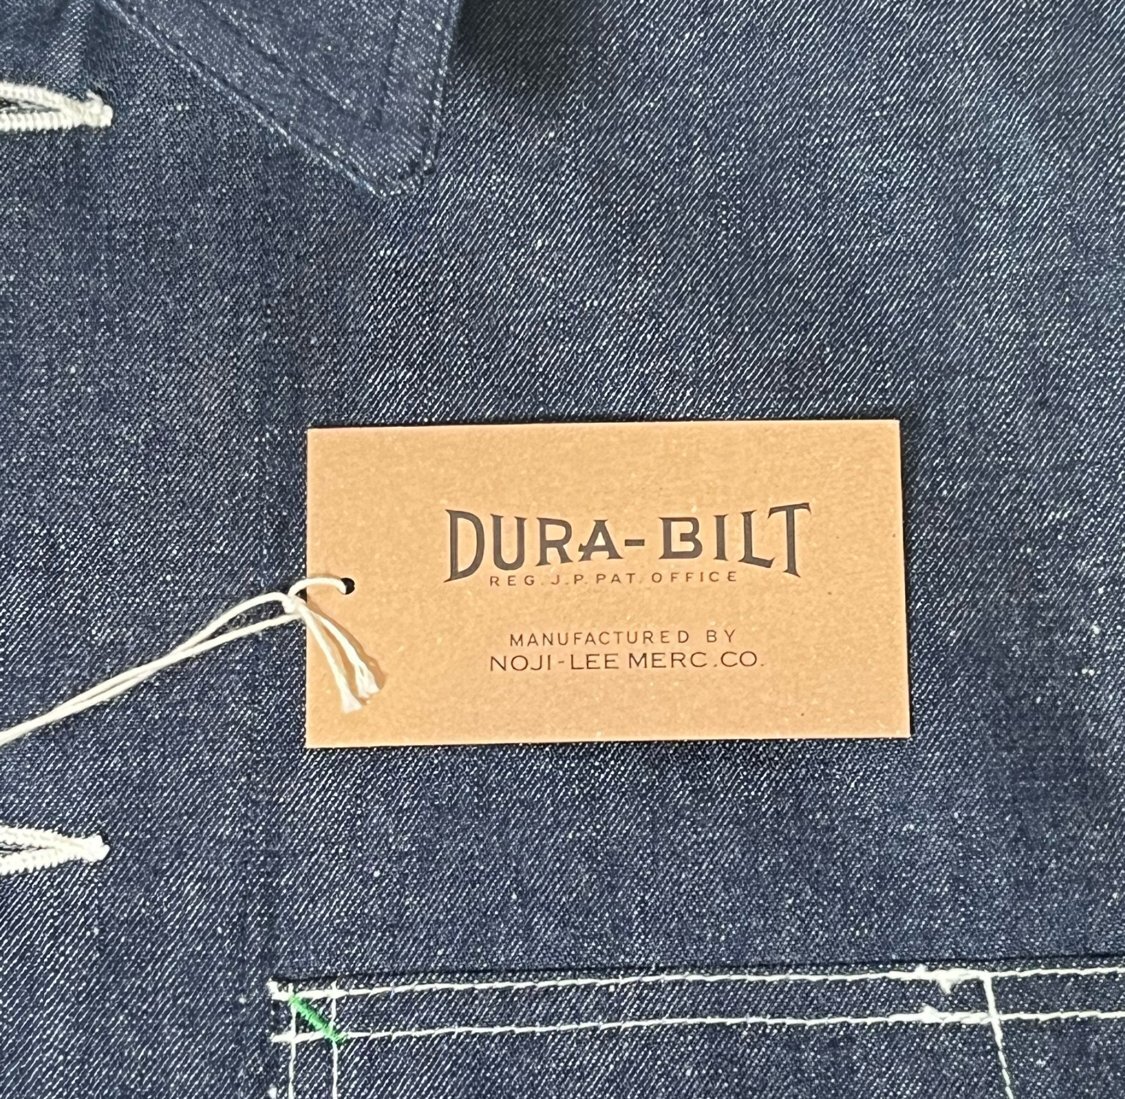 DURA-BILT
REG. J.P. PAT. OFFICE
MANUFACTURED BY
NOJI-LEE MERC.CO.